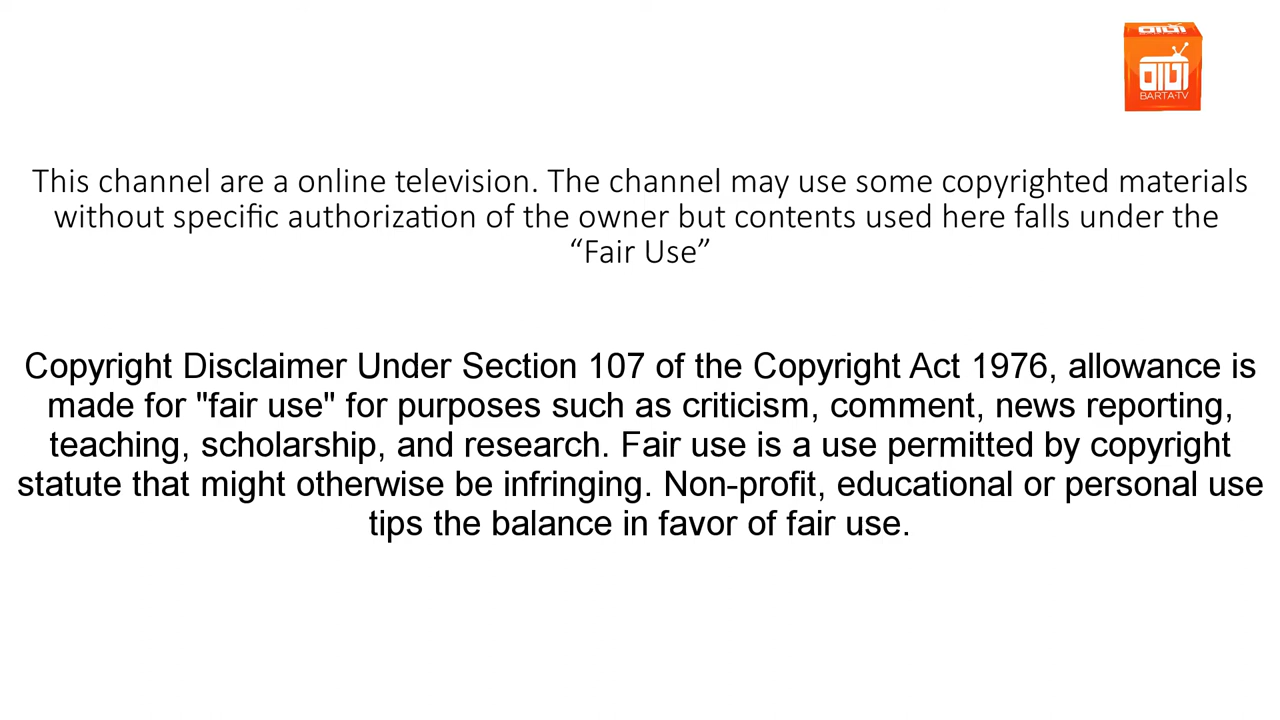 বার্তা
বার্তা
BARTA TV
This channel are a online television. The channel may use some copyrighted materials
without specific authorization of the owner but contents used here falls under the
“Fair Use”
Copyright Disclaimer Under Section 107 of the Copyright Act 1976, allowance is
made for "fair use" for purposes such as criticism, comment, news reporting,
teaching, scholarship, and research. Fair use is a use permitted by copyright
statute that might otherwise be infringing. Non-profit, educational or personal use
tips the balance in favor of fair use.